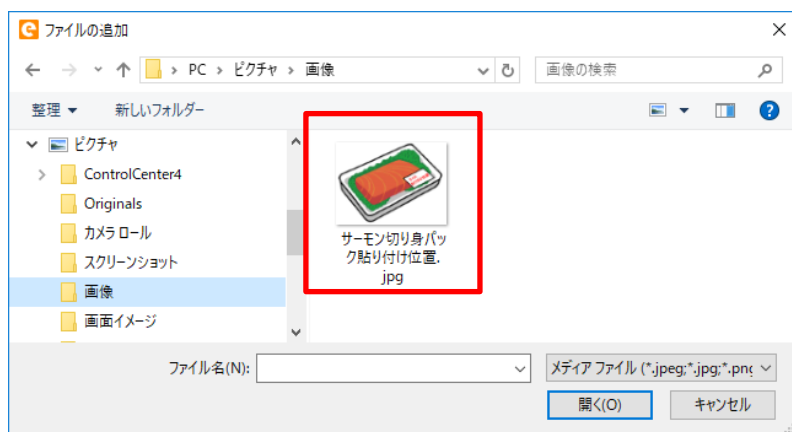 ファイルの追加
PC > ピクチャ > 画像
画像の検索
整理
新しいフォルダー
ピクチャ
ControlCenter4
Originals
カメラ ロール
スクリーンショット
画像
画面イメージ
サーモン切り身パッ
ク貼り付け位置.
jpg
ファイル名(N):
メディア ファイル (*.jpeg;*.jpg;*.png
開く(O)
キャンセル